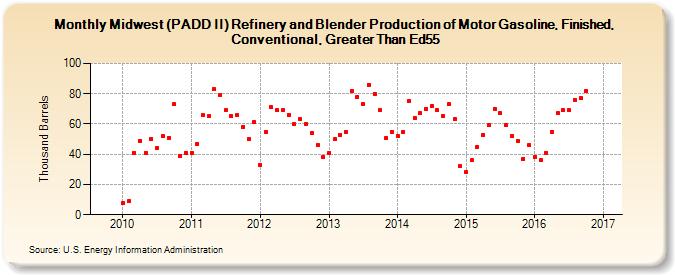 Monthly Midwest (PADD II) Refinery and Blender Production of Motor Gasoline, Finished,
Conventional, Greater Than Ed55
Thousand Barrels
100
80
60
40
20
0
2010 2011 2012 2013 2014 2015 2016 2017
Source: U.S. Energy Information Administration